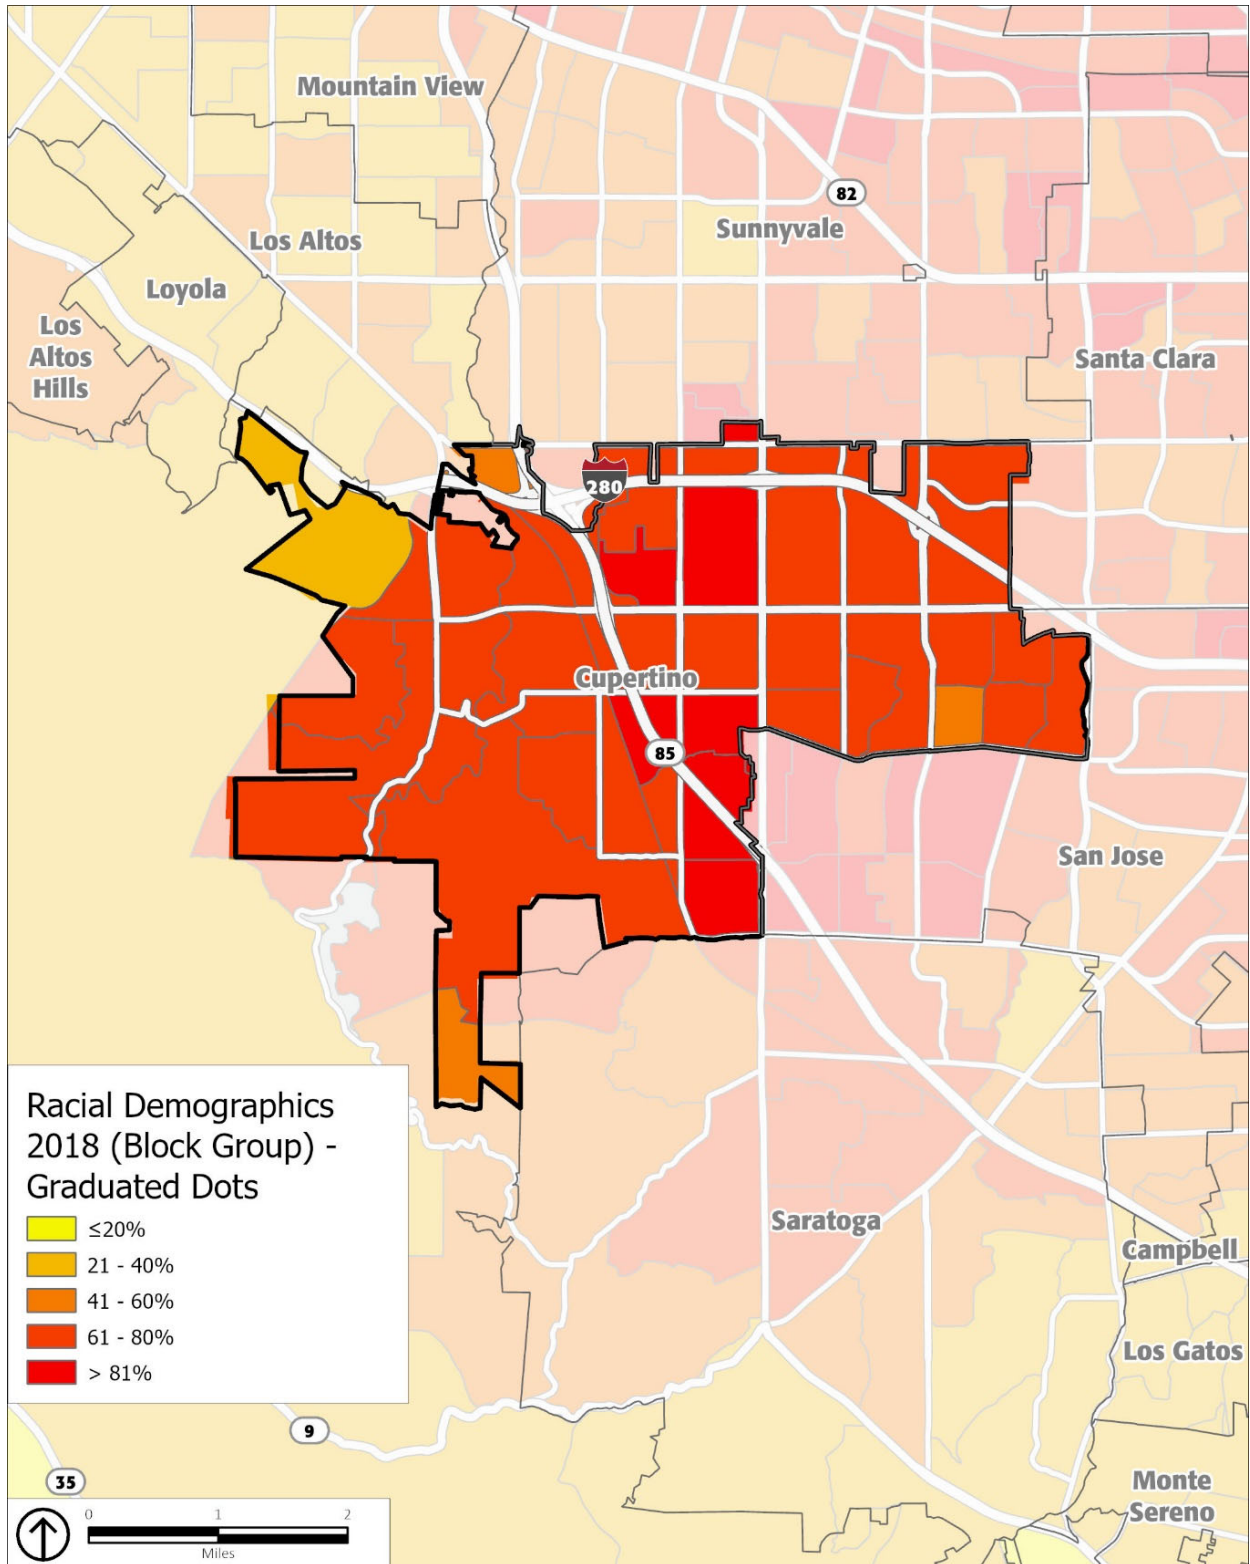 Mountain View
82
Sunnyvale
Los Altos
Loyola
Los
Altos
Hills
Santa Clara
280
Cupertino
85
San Jose
Racial Demographics
2018 (Block Group) -
Graduated Dots
≤20%
21 - 40%
41 - 60%
61 - 80%
> 81%
Saratoga
Campbell
Los Gatos
9
35
Monte
Sereno
0 1 2
Miles